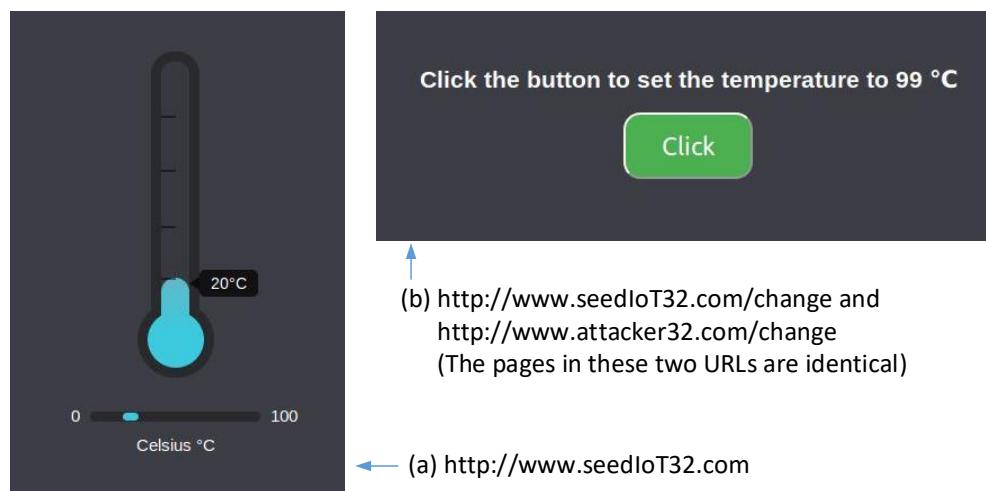 20°C
0 100
Celsius °C
Click the button to set the temperature to 99 °C
Click
(b) http://www.seedIoT32.com/change and
http://www.attacker32.com/change
(The pages in these two URLs are identical)
(a) http://www.seedIoT32.com